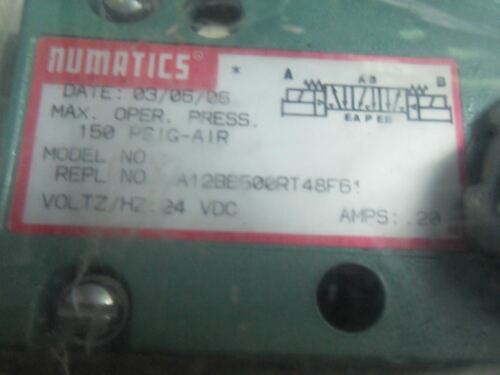 NUMATICS®
*
A B
A B
EA P EB
DATE: 03/06/06
MAX. OPER. PRESS.
150 PSIG-AIR
MODEL NO.
REPL NO. A12BB500RT48F61
VOLTZ/HZ:24 VDC AMPS: .20